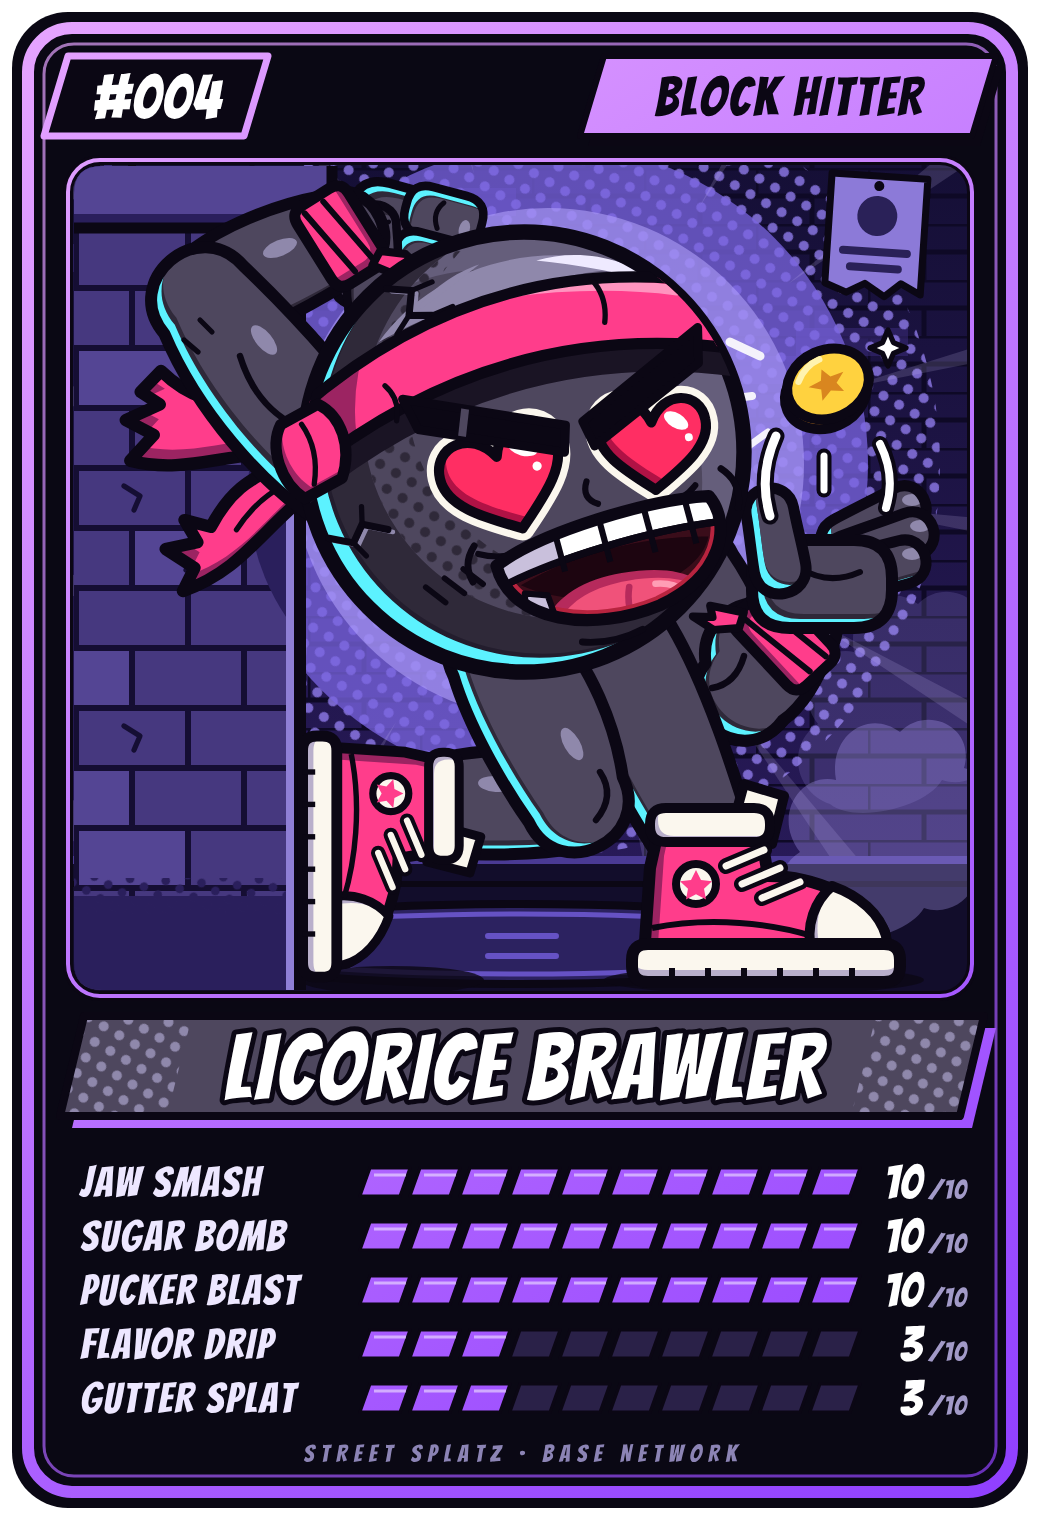 #004
BLOCK HITTER
LICORICE BRAWLER
JAW SMASH 10/10
SUGAR BOMB 10/10
PUCKER BLAST 10/10
FLAVOR DRIP 3/10
GUTTER SPLAT 3/10
STREET SPLATZ · BASE NETWORK